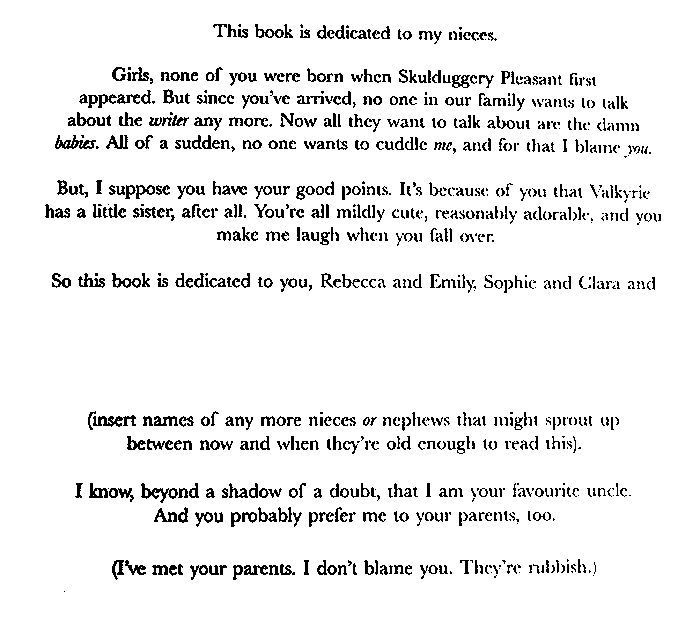 This book is dedicated to my nieces.
Girls, none of you were born when Skulduggery Pleasant first
appeared. But since you've arrived, no one in our family wants to talk
about the writer any more. Now all they want to talk about are the damn
babies. All of a sudden, no one wants to cuddle me, and for that I blame you.
But, I suppose you have your good points. It's because of you that Valkyrie
has a little sister, after all. You're all mildly cute, reasonably adorable, and you
make me laugh when you fall over.
So this book is dedicated to you, Rebecca and Emily, Sophie and Clara and
(insert names of any more nieces or nephews that might sprout up
between now and when they're old enough to read this).
I know, beyond a shadow of a doubt, that I am your favourite uncle.
And you probably prefer me to your parents, too.
(I've met your parents. I don't blame you. They're rubbish.)